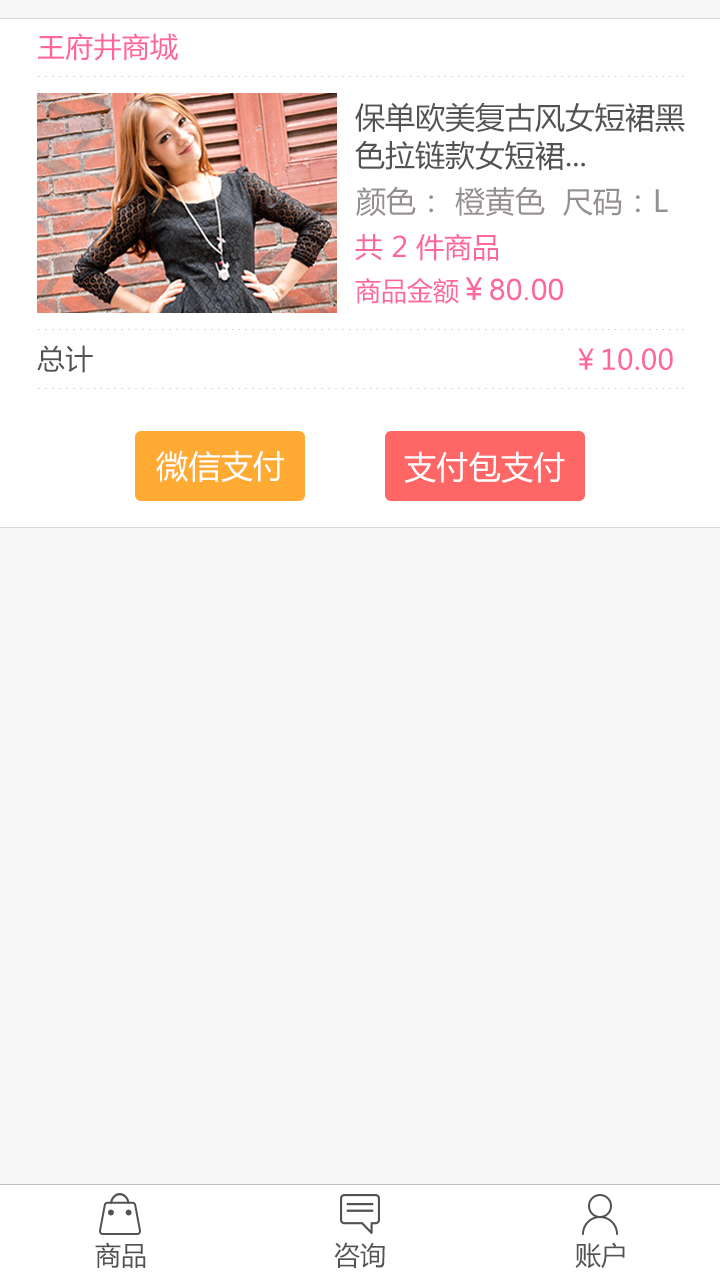 王府井商城
保单欧美复古风女短裙黑
色拉链款女短裙...
颜色： 橙黄色 尺码：L
共 2 件商品
商品金额 ¥ 80.00
总计 ¥ 10.00
微信支付 支付包支付
商品 咨询 账户